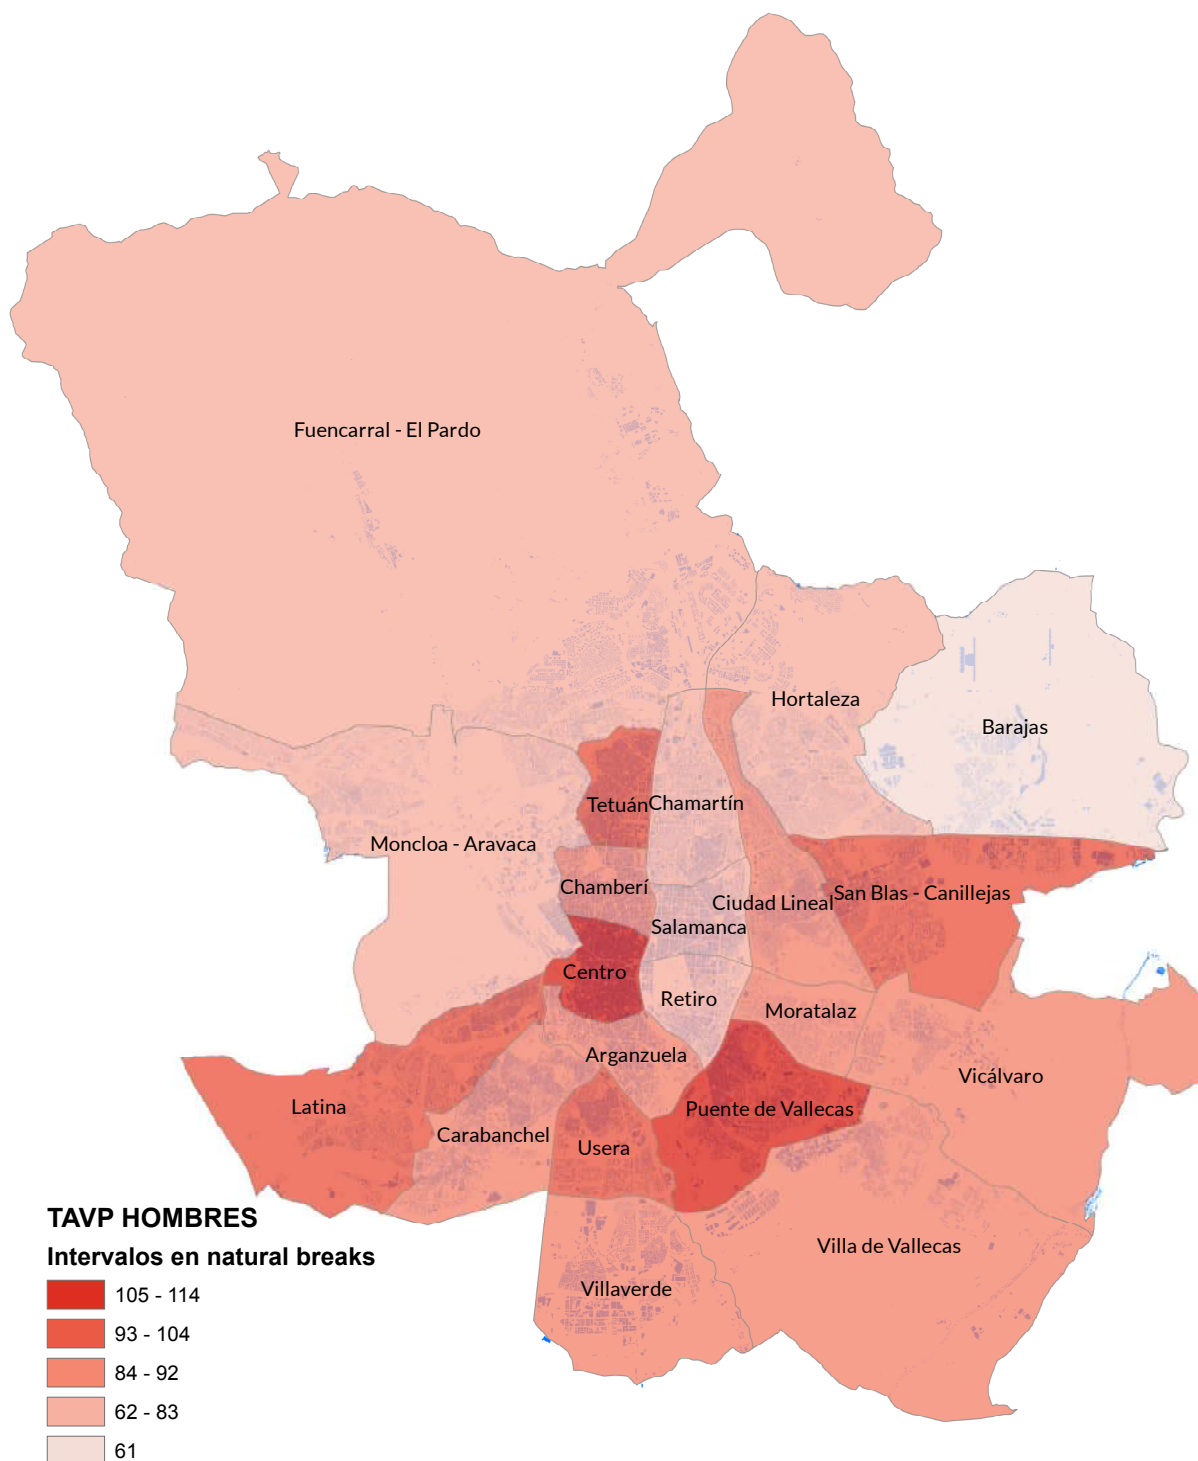 Fuencarral - El Pardo
Hortaleza
Barajas
Tetuán
Chamartín
Moncloa - Aravaca
Chamberí
San Blas - Canillejas
Ciudad Lineal
Salamanca
Centro
Retiro
Moratalaz
Arganzuela
Vicálvaro
Latina
Puente de Vallecas
Carabanchel
Usera
TAVP HOMBRES
Villa de Vallecas
Intervalos en natural breaks
Villaverde
105 - 114
93 - 104
84 - 92
62 - 83
61